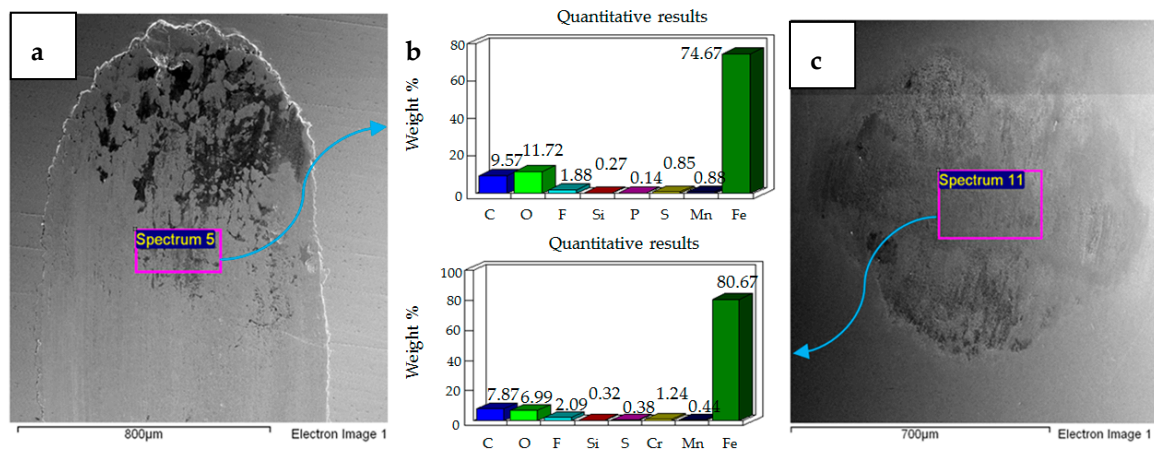 a
Spectrum 5
800µm
Electron Image 1
b
Quantitative results
Weight %
80
60
40
20
0
9.57
11.72
1.88
0.27
0.14
0.85
0.88
74.67
C O F Si P S Mn Fe
Quantitative results
Weight %
100
80
60
40
20
0
7.87
6.99
2.09
0.32
0.38
1.24
0.44
80.67
C O F Si S Cr Mn Fe
c
Spectrum 11
700µm
Electron Image 1